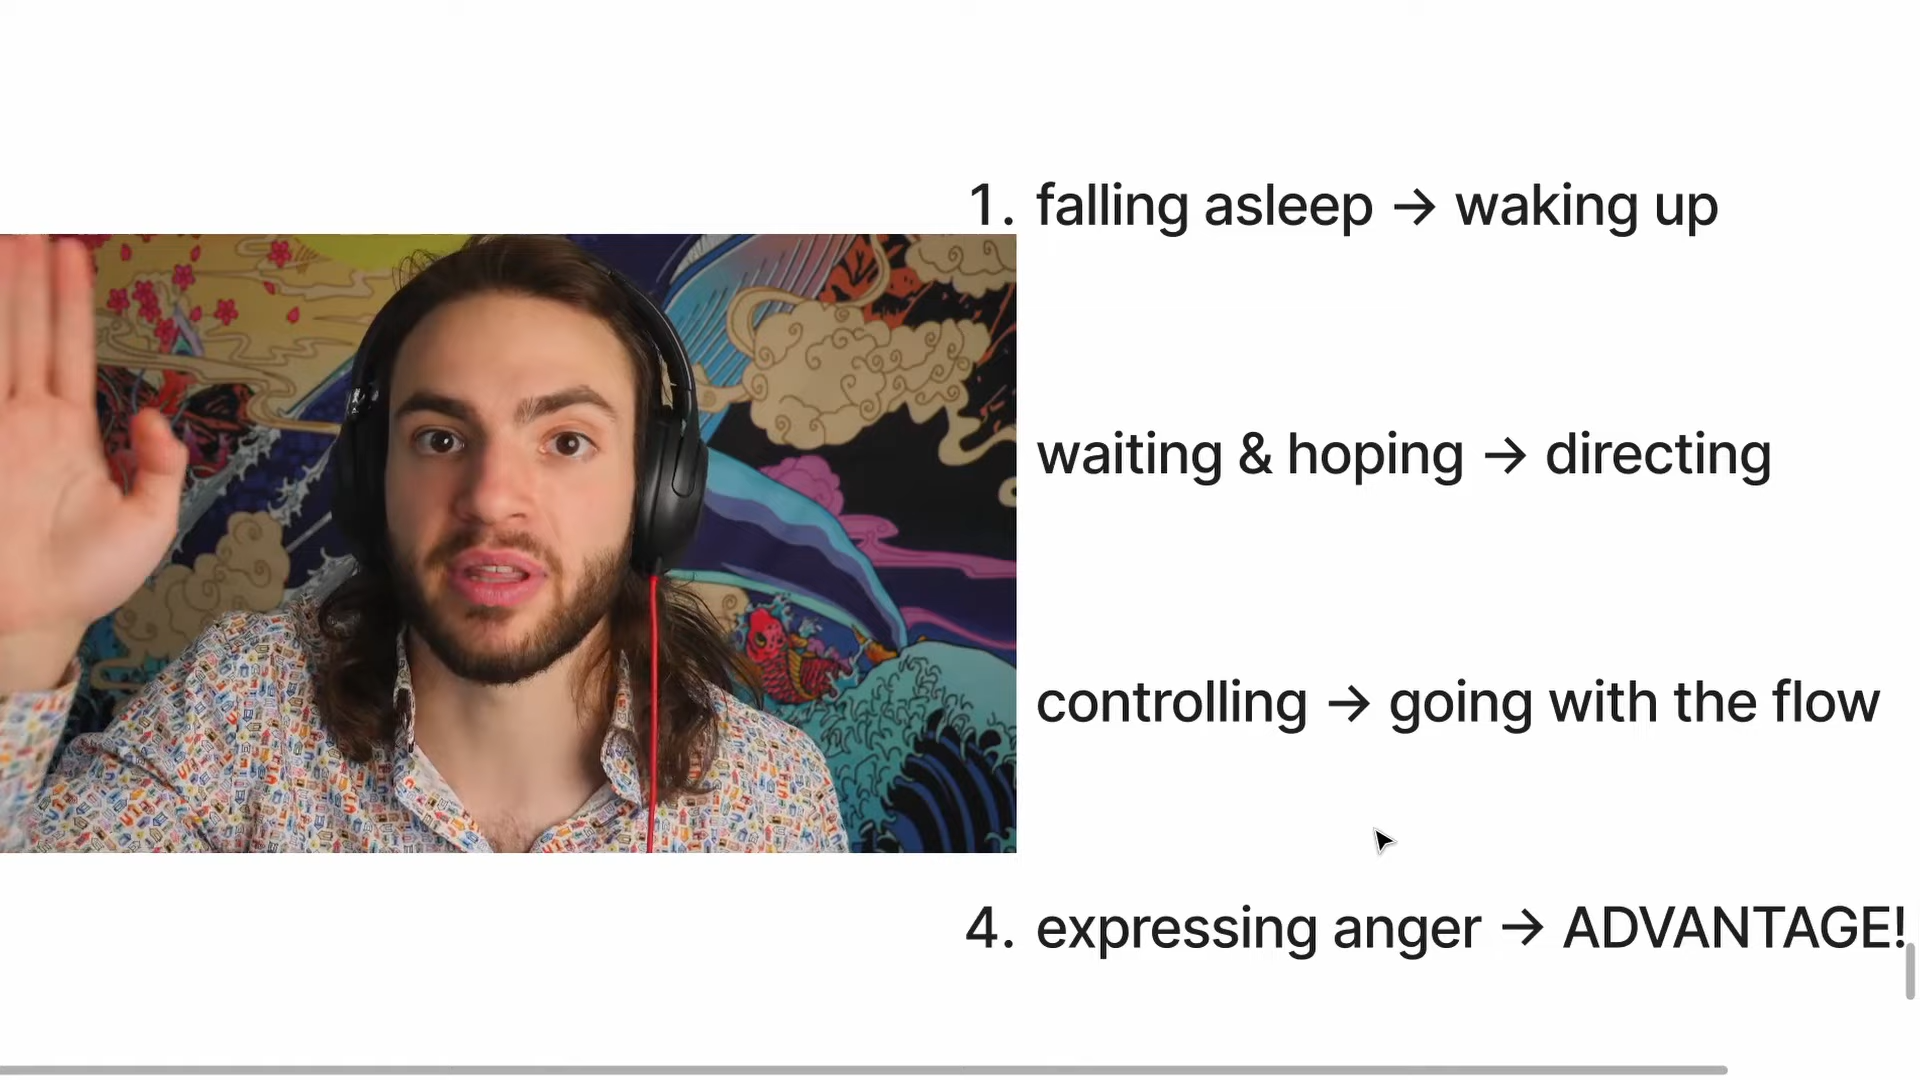 1. falling asleep → waking up
waiting & hoping → directing
controlling → going with the flow
4. expressing anger → ADVANTAGE!